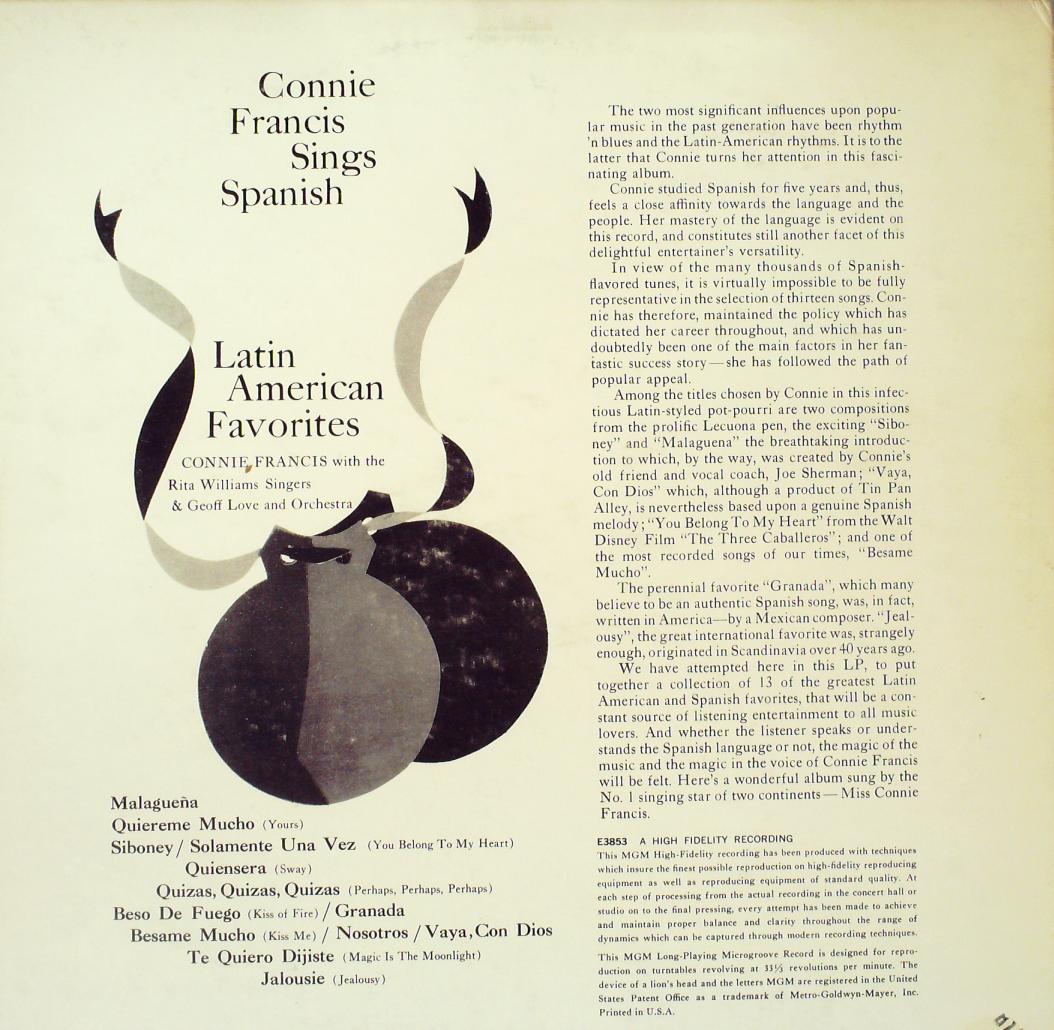 Connie
Francis
Sings
Spanish
Latin
American
Favorites
CONNIE FRANCIS with the
Rita Williams Singers
& Geoff Love and Orchestra
Malagueña
Quiereme Mucho (Yours)
Siboney / Solamente Una Vez (You Belong To My Heart)
Quiensera (Sway)
Quizas, Quizas, Quizas (Perhaps, Perhaps, Perhaps)
Beso De Fuego (Kiss of Fire) / Granada
Besame Mucho (Kiss Me) / Nosotros / Vaya, Con Dios
Te Quiero Dijiste (Magic Is The Moonlight)
Jalousie (Jealousy)
The two most significant influences upon popu-
lar music in the past generation have been rhythm
'n blues and the Latin-American rhythms. It is to the
latter that Connie turns her attention in this fasci-
nating album.
Connie studied Spanish for five years and, thus,
feels a close affinity towards the language and the
people. Her mastery of the language is evident on
this record, and constitutes still another facet of this
delightful entertainer's versatility.
In view of the many thousands of Spanish-
flavored tunes, it is virtually impossible to be fully
representative in the selection of thirteen songs. Con-
nie has therefore, maintained the policy which has
dictated her career throughout, and which has un-
doubtedly been one of the main factors in her fan-
tastic success story—she has followed the path of
popular appeal.
Among the titles chosen by Connie in this infec-
tious Latin-styled pot-pourri are two compositions
from the prolific Lecuona pen, the exciting "Sibo-
ney" and "Malaguena" the breathtaking introduc-
tion to which, by the way, was created by Connie's
old friend and vocal coach, Joe Sherman; "Vaya,
Con Dios" which, although a product of Tin Pan
Alley, is nevertheless based upon a genuine Spanish
melody; "You Belong To My Heart" from the Walt
Disney Film "The Three Caballeros"; and one of
the most recorded songs of our times, "Besame
Mucho".
The perennial favorite "Granada", which many
believe to be an authentic Spanish song, was, in fact,
written in America—by a Mexican composer. "Jeal-
ousy", the great international favorite was, strangely
enough, originated in Scandinavia over 40 years ago.
We have attempted here in this LP, to put
together a collection of 13 of the greatest Latin
American and Spanish favorites, that will be a con-
stant source of listening entertainment to all music
lovers. And whether the listener speaks or under-
stands the Spanish language or not, the magic of the
music and the magic in the voice of Connie Francis
will be felt. Here's a wonderful album sung by the
No. 1 singing star of two continents— Miss Connie
Francis.
E3853 A HIGH FIDELITY RECORDING
This MGM High-Fidelity recording has been produced with techniques
which insure the finest possible reproduction on high-fidelity reproducing
equipment as well as reproducing equipment of standard quality. At
each step of processing from the actual recording in the concert hall or
studio on to the final pressing, every attempt has been made to achieve
and maintain proper balance and clarity throughout the range of
dynamics which can be captured through modern recording techniques.
This MGM Long-Playing Microgroove Record is designed for repro-
duction on turntables revolving at 33⅓ revolutions per minute. The
device of a lion's head and the letters MGM are registered in the United
States Patent Office as a trademark of Metro-Goldwyn-Mayer, Inc.
Printed in U.S.A.